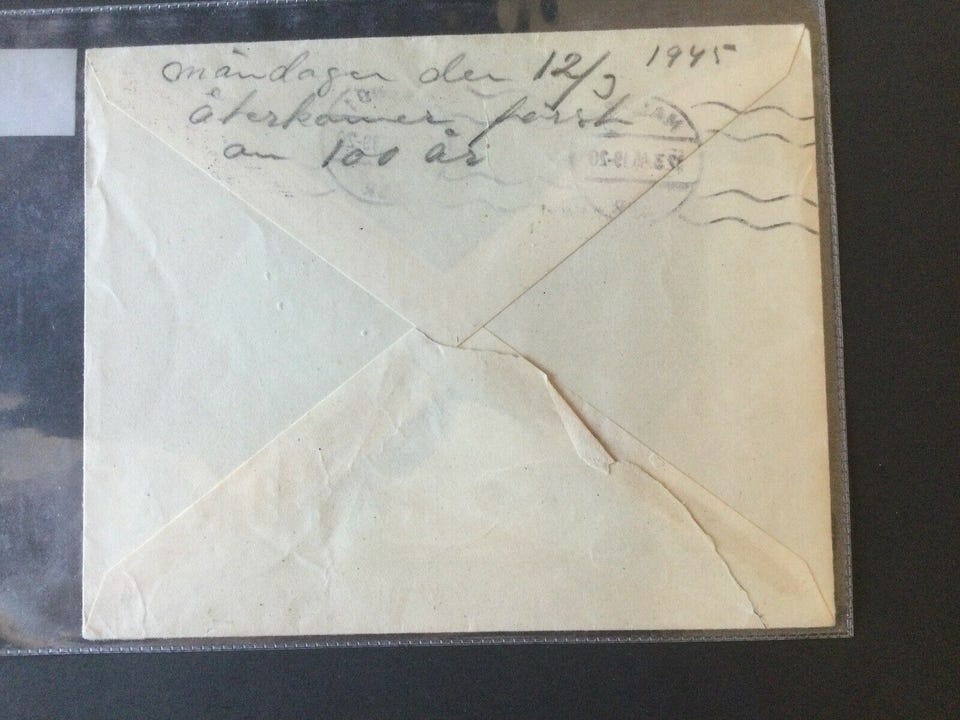 måndagen den 12/3 1945
återkommer först
om 100 år